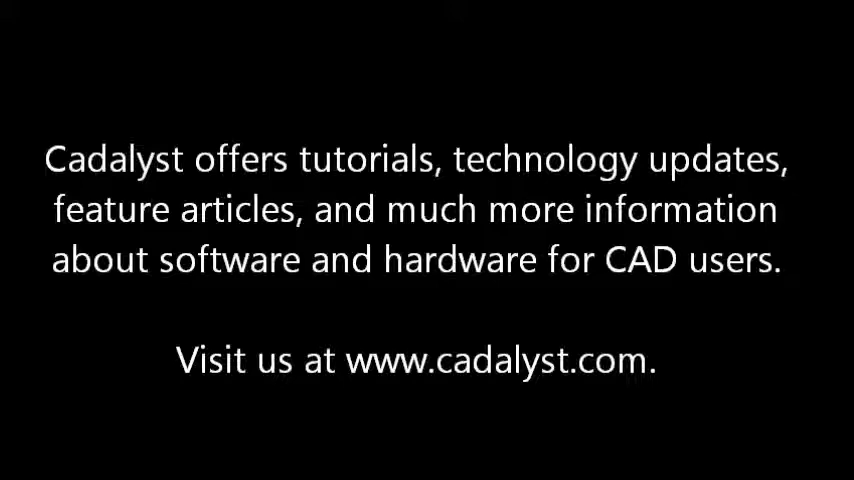 Cadalyst offers tutorials, technology updates,
feature articles, and much more information
about software and hardware for CAD users.
Visit us at www.cadalyst.com.